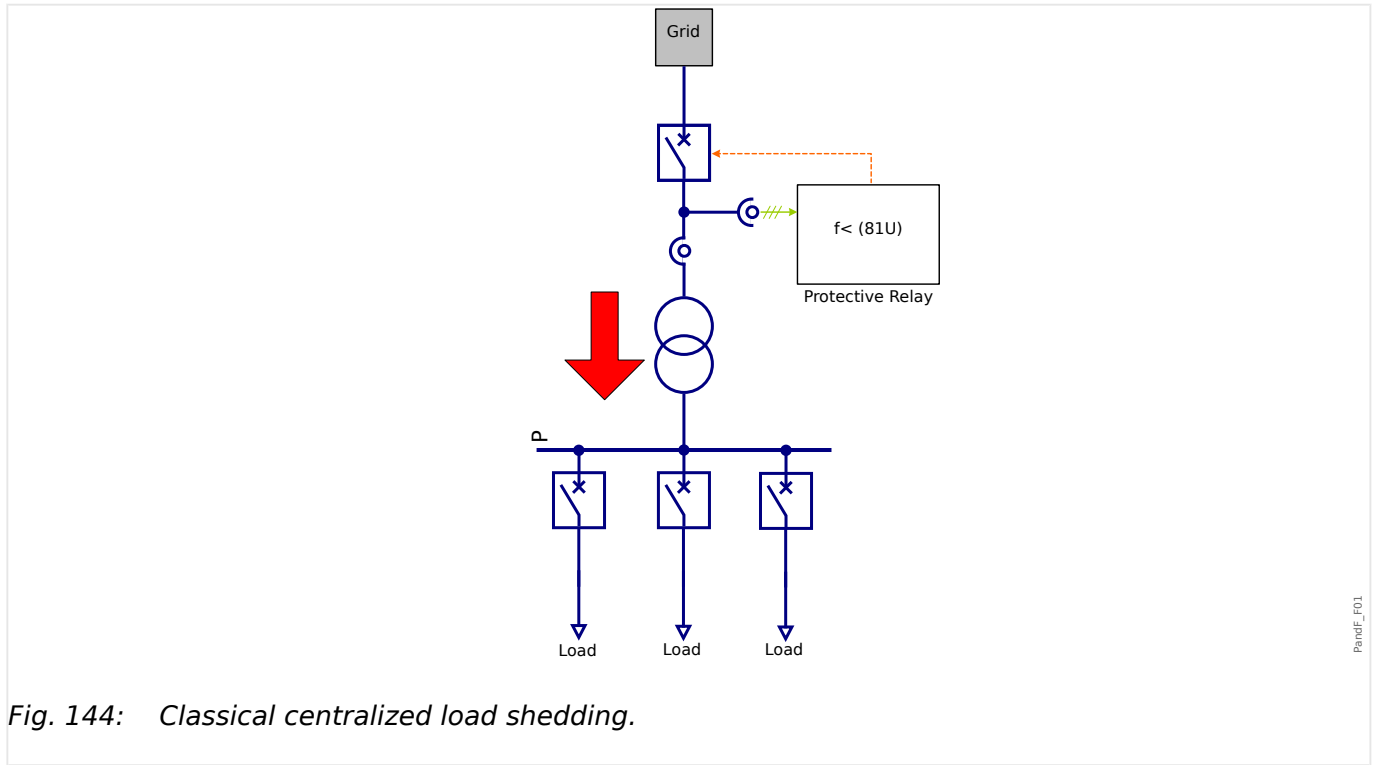 Grid
f< (81U)
Protective Relay
P
Load
Load
Load
PandF_F01
Fig. 144: Classical centralized load shedding.